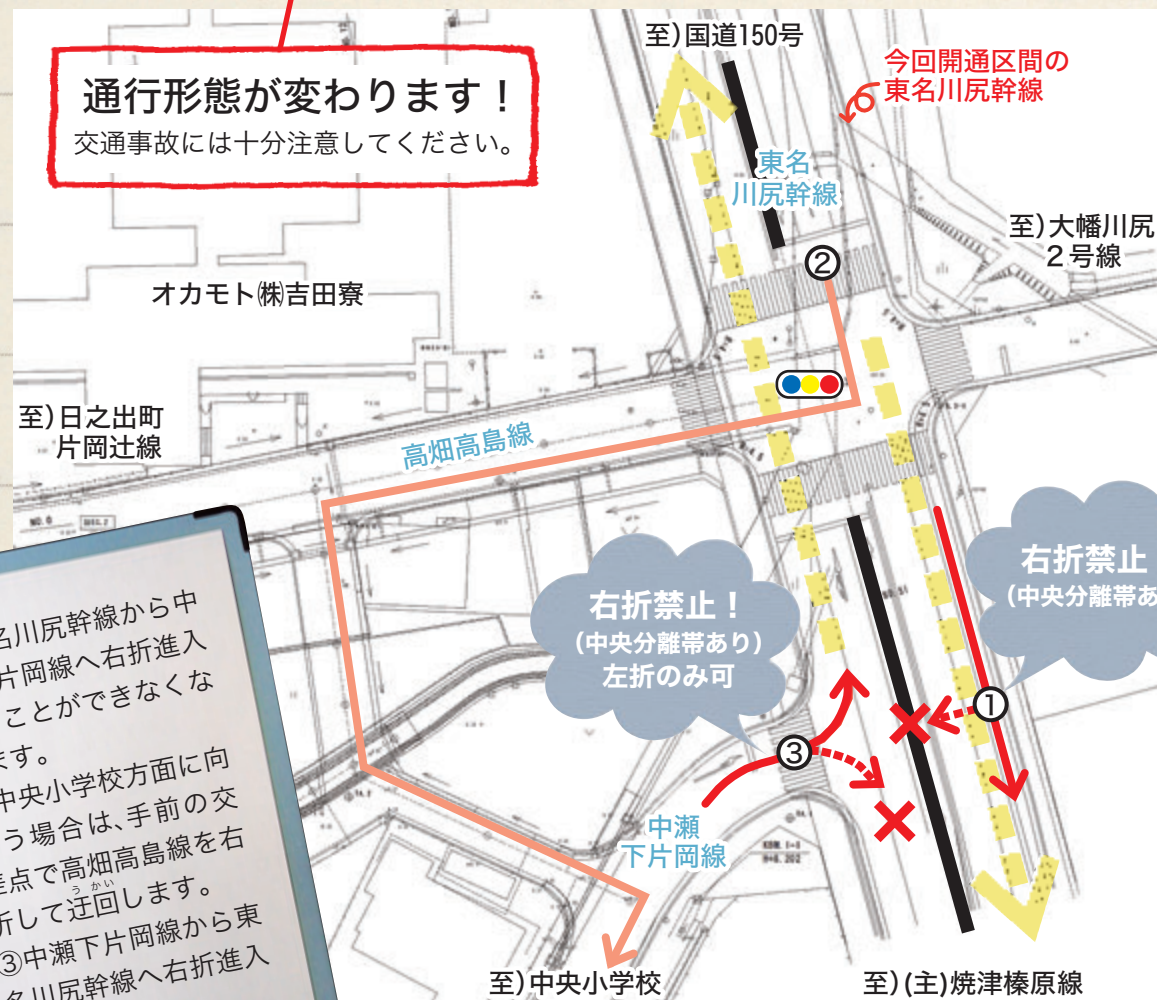 通行形態が変わります！
交通事故には十分注意してください。
至)国道150号
今回開通区間の
東名川尻幹線
東名
川尻幹線
至)大幡川尻
２号線
②
オカモト㈱吉田寮
至)日之出町
片岡辻線
高畑高島線
右折禁止！
(中央分離帯あり)
左折のみ可
右折禁止
(中央分離帯あ
①
③
中瀬
下片岡線
名川尻幹線から中
片岡線へ右折進入
ことができなくな
ます。
中央小学校方面に向
う場合は、手前の交
差点で高畑高島線を右
折して迂回します。
うかい
③中瀬下片岡線から東
名川尻幹線へ右折進入
至)中央小学校
至)(主)焼津榛原線